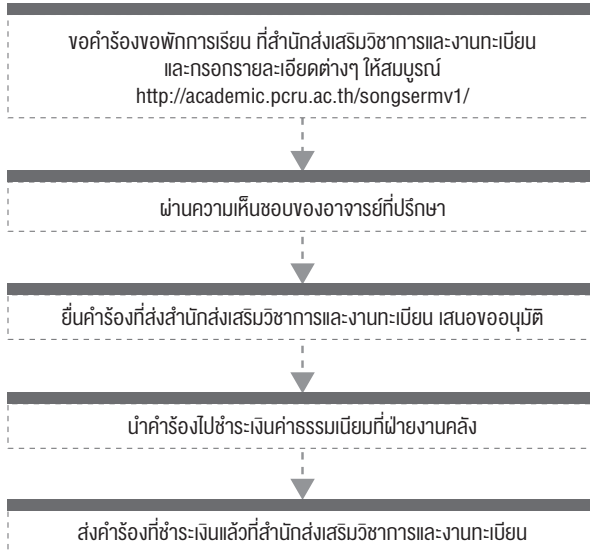 ขอคำร้องขอพักการเรียน ที่สำนักส่งเสริมวิชาการและงานทะเบียน
และกรอกรายละเอียดต่างๆ ให้สมบูรณ์
http://academic.pcru.ac.th/songsermv1/
ผ่านความเห็นชอบของอาจารย์ที่ปรึกษา
ยื่นคำร้องที่ส่งสำนักส่งเสริมวิชาการและงานทะเบียน เสนอขออนุมัติ
นำคำร้องไปชำระเงินค่าธรรมเนียมที่ฝ่ายงานคลัง
ส่งคำร้องที่ชำระเงินแล้วที่สำนักส่งเสริมวิชาการและงานทะเบียน